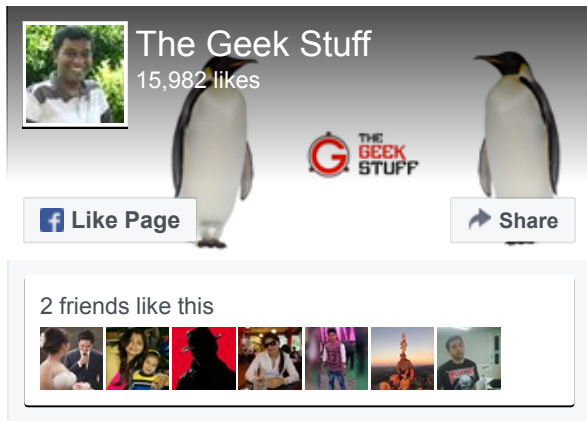 The Geek Stuff
15,982 likes
THE
GEEK
STUFF
Like Page
Share
2 friends like this